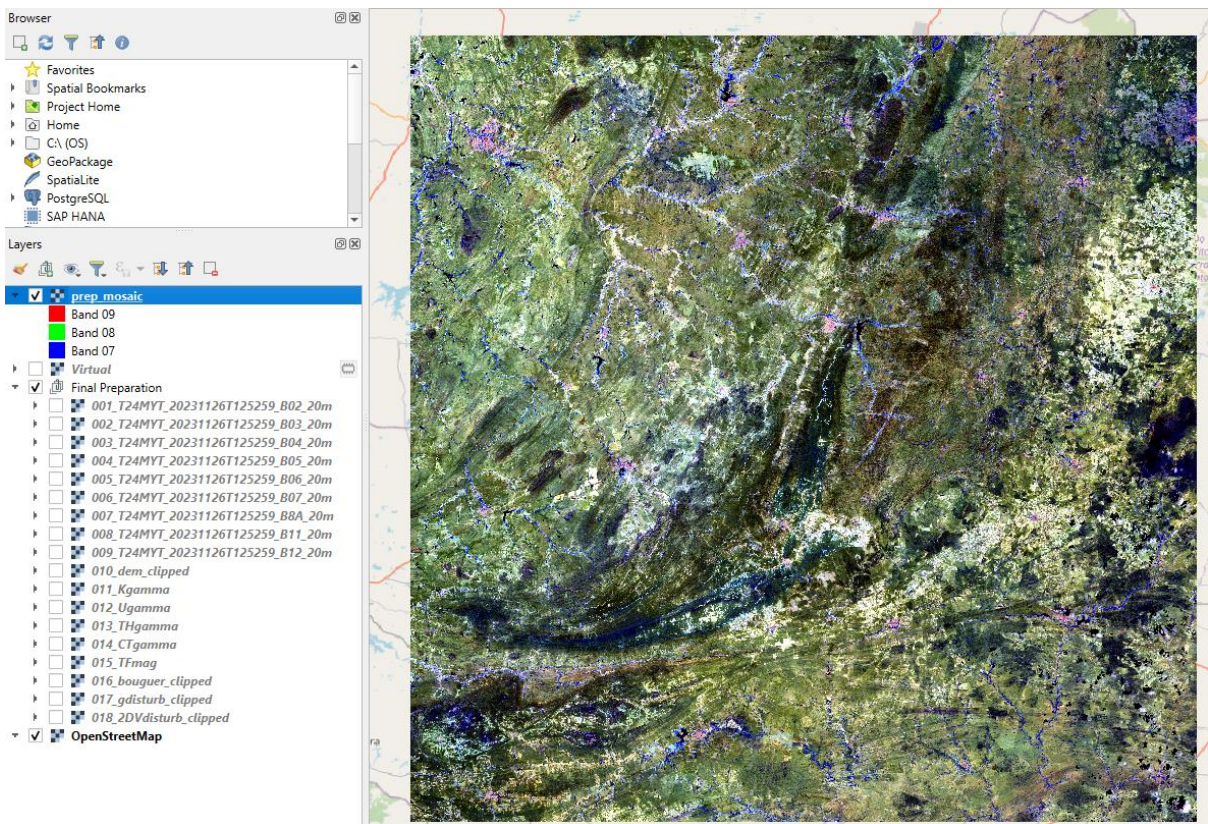 Browser
Favorites
Spatial Bookmarks
Project Home
Home
C:\ (OS)
GeoPackage
SpatiaLite
PostgreSQL
SAP HANA
Layers
prep_mosaic
Band 09
Band 08
Band 07
Virtual
Final Preparation
001_T24MYT_20231126T125259_B02_20m
002_T24MYT_20231126T125259_B03_20m
003_T24MYT_20231126T125259_B04_20m
004_T24MYT_20231126T125259_B05_20m
005_T24MYT_20231126T125259_B06_20m
006_T24MYT_20231126T125259_B07_20m
007_T24MYT_20231126T125259_B8A_20m
008_T24MYT_20231126T125259_B11_20m
009_T24MYT_20231126T125259_B12_20m
010_dem_clipped
011_Kgamma
012_Ugamma
013_THgamma
014_CTgamma
015_TFmag
016_bouguer_clipped
017_gdisturb_clipped
018_2DVdisturb_clipped
OpenStreetMap